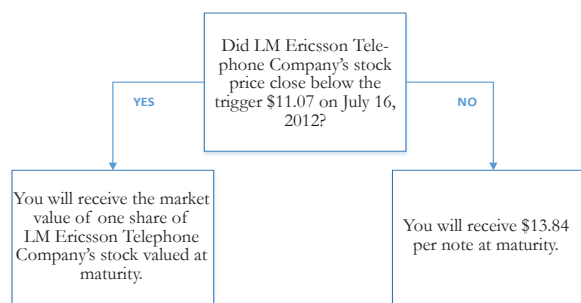 Did LM Ericsson Tele-
phone Company's stock
price close below the
trigger $11.07 on July 16,
2012?
YES
NO
You will receive the market
value of one share of
LM Ericsson Telephone
Company's stock valued at
maturity.
You will receive $13.84
per note at maturity.